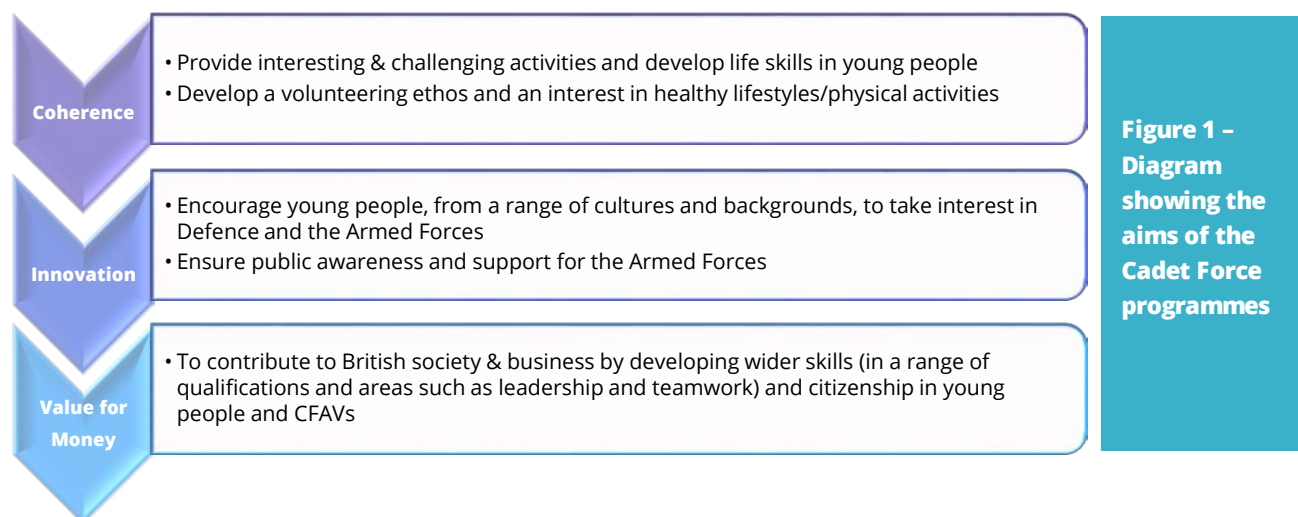 Coherence
• Provide interesting & challenging activities and develop life skills in young people
• Develop a volunteering ethos and an interest in healthy lifestyles/physical activities
Innovation
• Encourage young people, from a range of cultures and backgrounds, to take interest in
Defence and the Armed Forces
• Ensure public awareness and support for the Armed Forces
Value for
Money
• To contribute to British society & business by developing wider skills (in a range of
qualifications and areas such as leadership and teamwork) and citizenship in young
people and CFAVs
Figure 1 –
Diagram
showing the
aims of the
Cadet Force
programmes